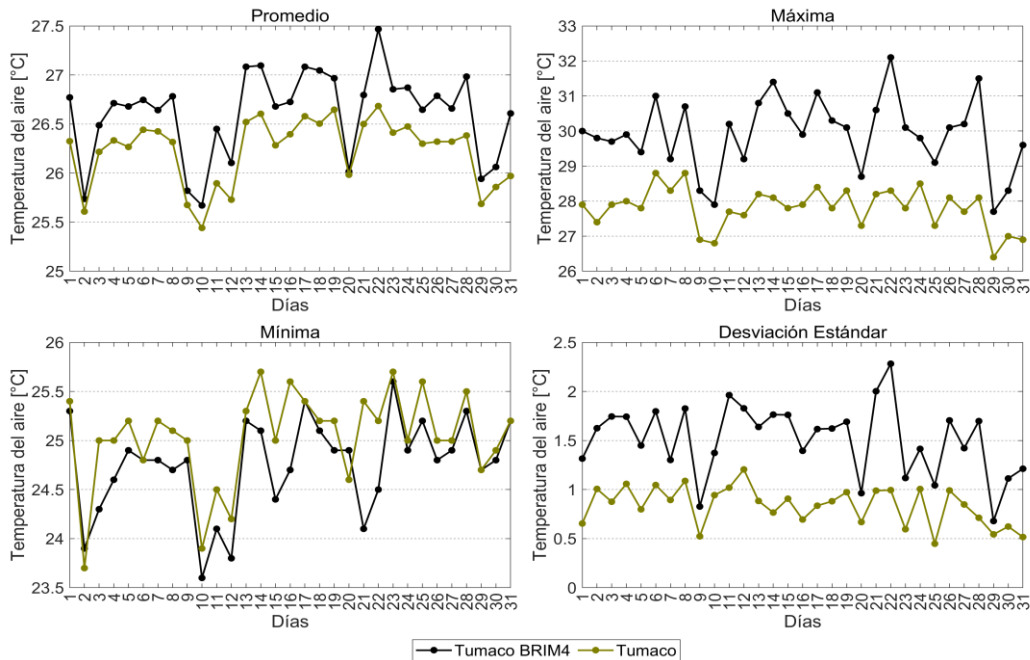 Promedio
Temperatura del aire [°C]
27.5
27
26.5
26
25.5
25
1 2 3 4 5 6 7 8 9 10 11 12 13 14 15 16 17 18 19 20 21 22 23 24 25 26 27 28 29 30 31
Días
Máxima
Temperatura del aire [°C]
33
32
31
30
29
28
27
26
1 2 3 4 5 6 7 8 9 10 11 12 13 14 15 16 17 18 19 20 21 22 23 24 25 26 27 28 29 30 31
Días
Mínima
Temperatura del aire [°C]
26
25.5
25
24.5
24
23.5
1 2 3 4 5 6 7 8 9 10 11 12 13 14 15 16 17 18 19 20 21 22 23 24 25 26 27 28 29 30 31
Días
Desviación Estándar
Temperatura del aire [°C]
2.5
2
1.5
1
0.5
0
1 2 3 4 5 6 7 8 9 10 11 12 13 14 15 16 17 18 19 20 21 22 23 24 25 26 27 28 29 30 31
Días
Tumaco BRIM4 Tumaco